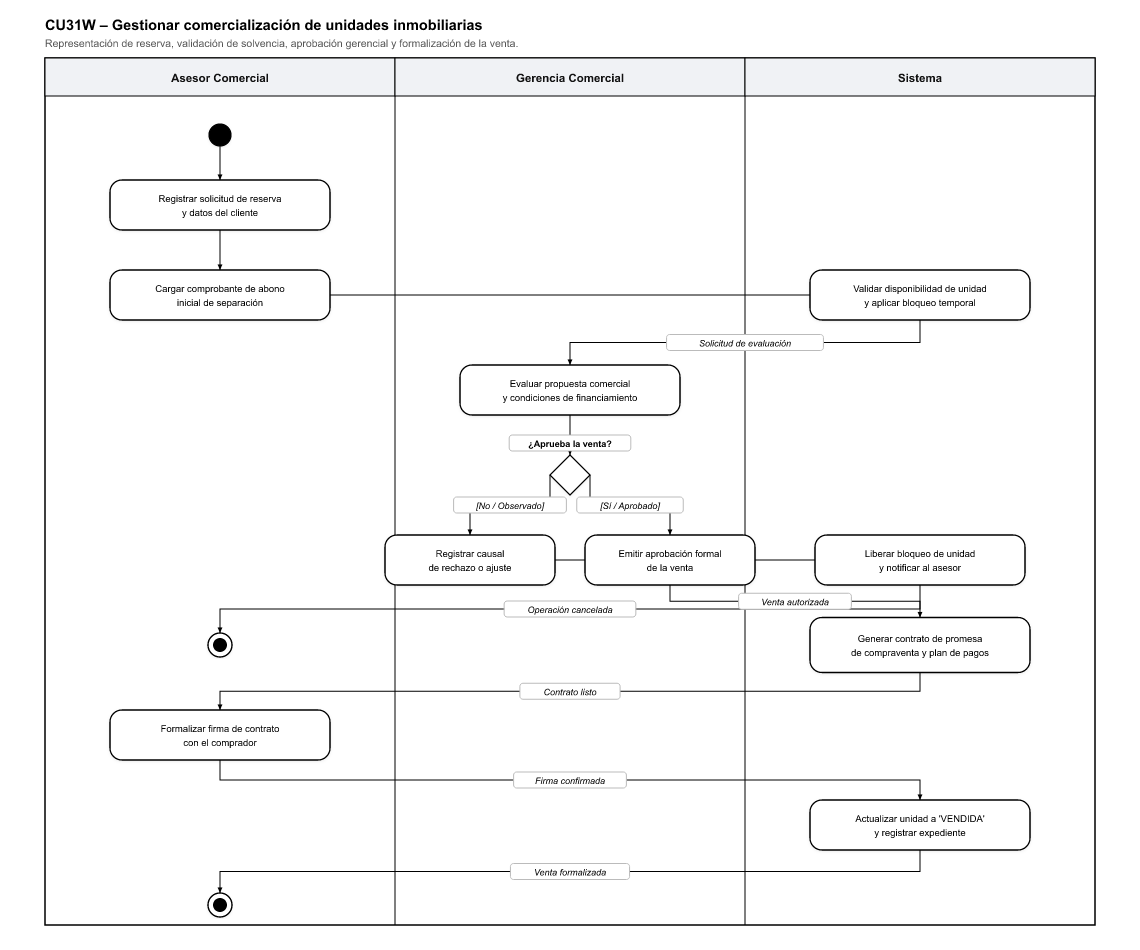 CU31W – Gestionar comercialización de unidades inmobiliarias
Representación de reserva, validación de solvencia, aprobación gerencial y formalización de la venta.
Asesor Comercial
Gerencia Comercial
Sistema
Registrar solicitud de reserva
y datos del cliente
Cargar comprobante de abono
inicial de separación
Validar disponibilidad de unidad
y aplicar bloqueo temporal
Solicitud de evaluación
Evaluar propuesta comercial
y condiciones de financiamiento
¿Aprueba la venta?
[No / Observado]
[Sí / Aprobado]
Registrar causal
de rechazo o ajuste
Emitir aprobación formal
de la venta
Liberar bloqueo de unidad
y notificar al asesor
Venta autorizada
Operación cancelada
Generar contrato de promesa
de compraventa y plan de pagos
Contrato listo
Formalizar firma de contrato
con el comprador
Firma confirmada
Actualizar unidad a 'VENDIDA'
y registrar expediente
Venta formalizada